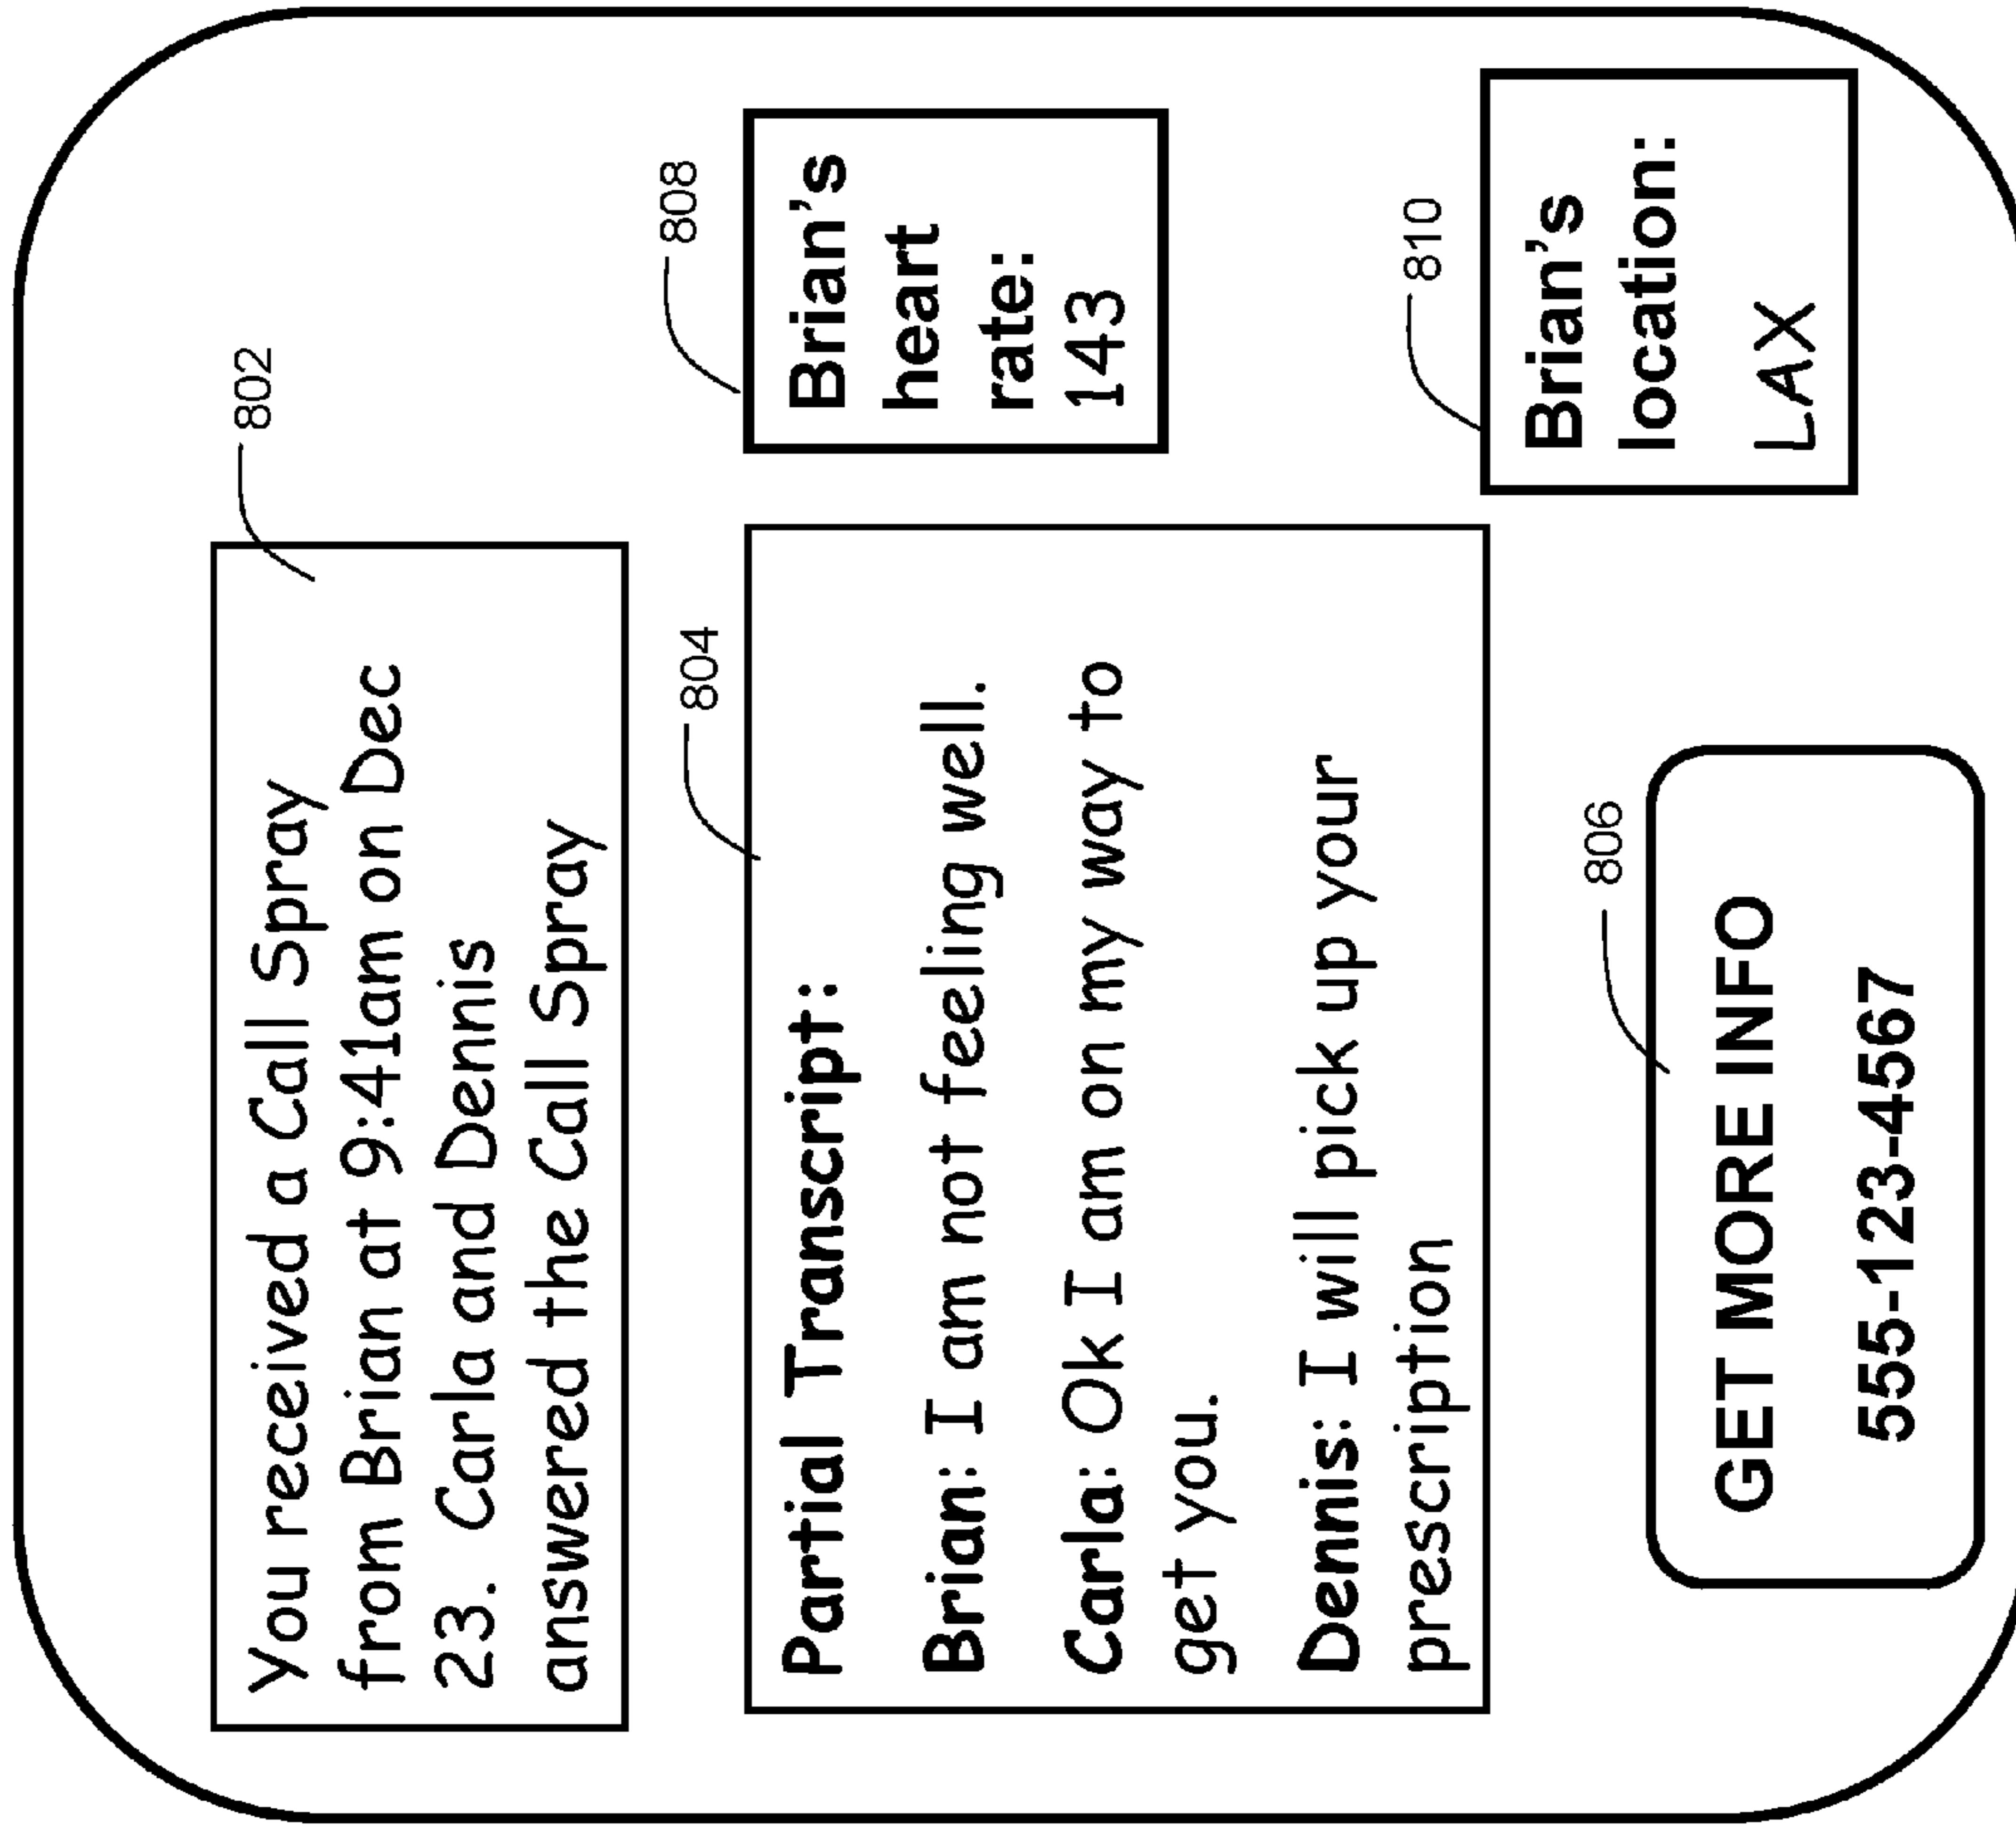 802
You received a Call Spray
from Brian at 9:41am on Dec
23. Carla and Dennis
answered the Call Spray
804
Partial Transcript:
Brian: I am not feeling well.
Carla: Ok I am on my way to
get you.
Dennis: I will pick up your
prescription
808
Brian's
heart
rate:
143
810
Brian's
location:
LAX
806
GET MORE INFO
555-123-4567